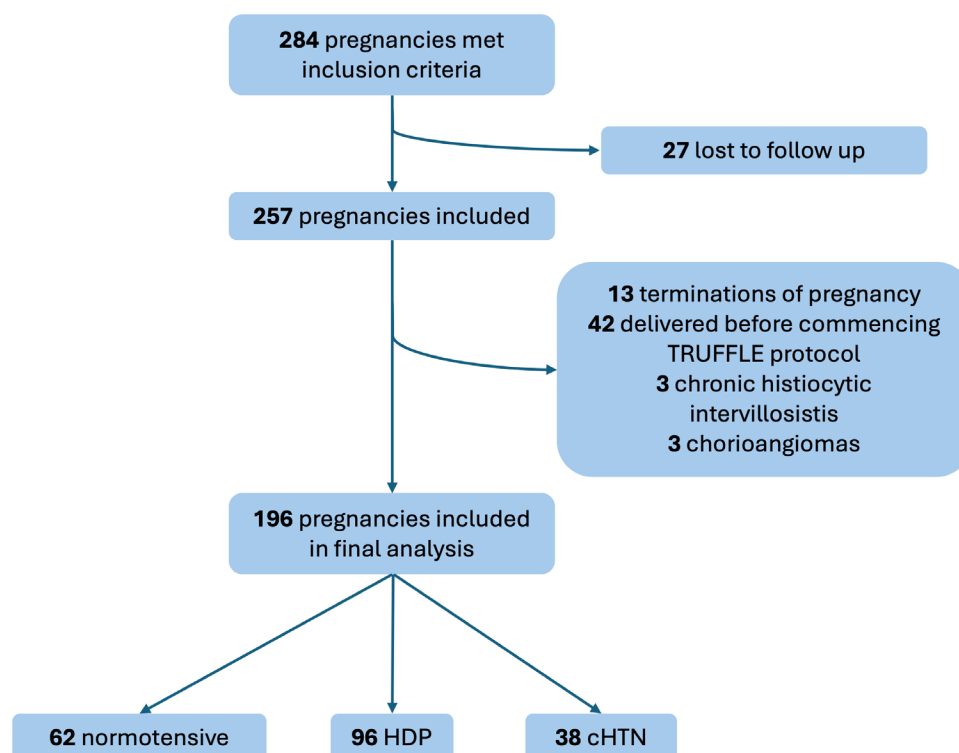 284 pregnancies met
inclusion criteria
27 lost to follow up
257 pregnancies included
13 terminations of pregnancy
42 delivered before commencing
TRUFFLE protocol
3 chronic histiocytic
intervillosistis
3 chorioangiomas
196 pregnancies included
in final analysis
62 normotensive
96 HDP
38 cHTN